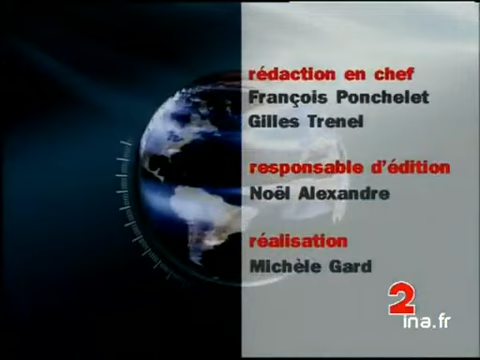 rédaction en chef
François Ponchelet
Gilles Trenel
responsable d'édition
Noël Alexandre
réalisation
Michèle Gard
2
ina.fr